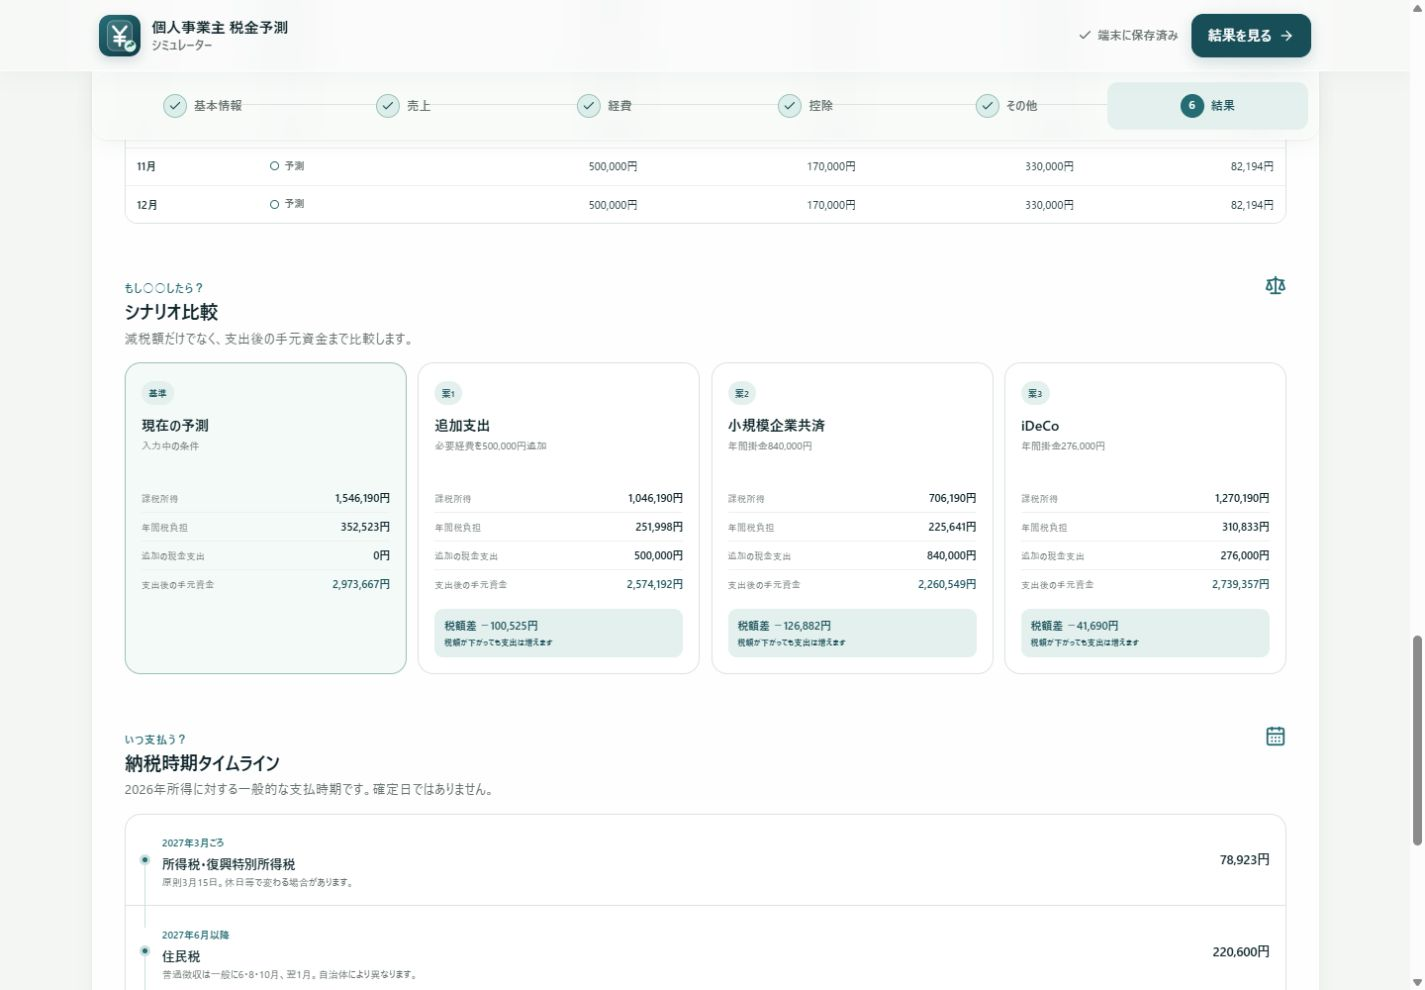 個人事業主 税金予測
シミュレーター
端末に保存済み
結果を見る →
基本情報
売上
経費
控除
その他
6 結果
11月 予測 500,000円 170,000円 330,000円 82,194円
12月 予測 500,000円 170,000円 330,000円 82,194円
もし〇〇したら？
シナリオ比較
減税額だけでなく、支出後の手元資金まで比較します。
基準
現在の予測
入力中の条件
課税所得 1,546,190円
年間税負担 352,523円
追加の現金支出 0円
支出後の手元資金 2,973,667円
案1
追加支出
必要経費を500,000円追加
課税所得 1,046,190円
年間税負担 251,998円
追加の現金支出 500,000円
支出後の手元資金 2,574,192円
税額差 −100,525円
税額が下がっても支出は増えます
案2
小規模企業共済
年間掛金840,000円
課税所得 706,190円
年間税負担 225,641円
追加の現金支出 840,000円
支出後の手元資金 2,260,549円
税額差 −126,882円
税額が下がっても支出は増えます
案3
iDeCo
年間掛金276,000円
課税所得 1,270,190円
年間税負担 310,833円
追加の現金支出 276,000円
支出後の手元資金 2,739,357円
税額差 −41,690円
税額が下がっても支出は増えます
いつ支払う？
納税時期タイムライン
2026年所得に対する一般的な支払時期です。確定日ではありません。
2027年3月ごろ
所得税・復興特別所得税
原則3月15日。休日等で変わる場合があります。
78,923円
2027年6月以降
住民税
普通徴収は一般に6・8・10月、翌1月。自治体により異なります。
220,600円